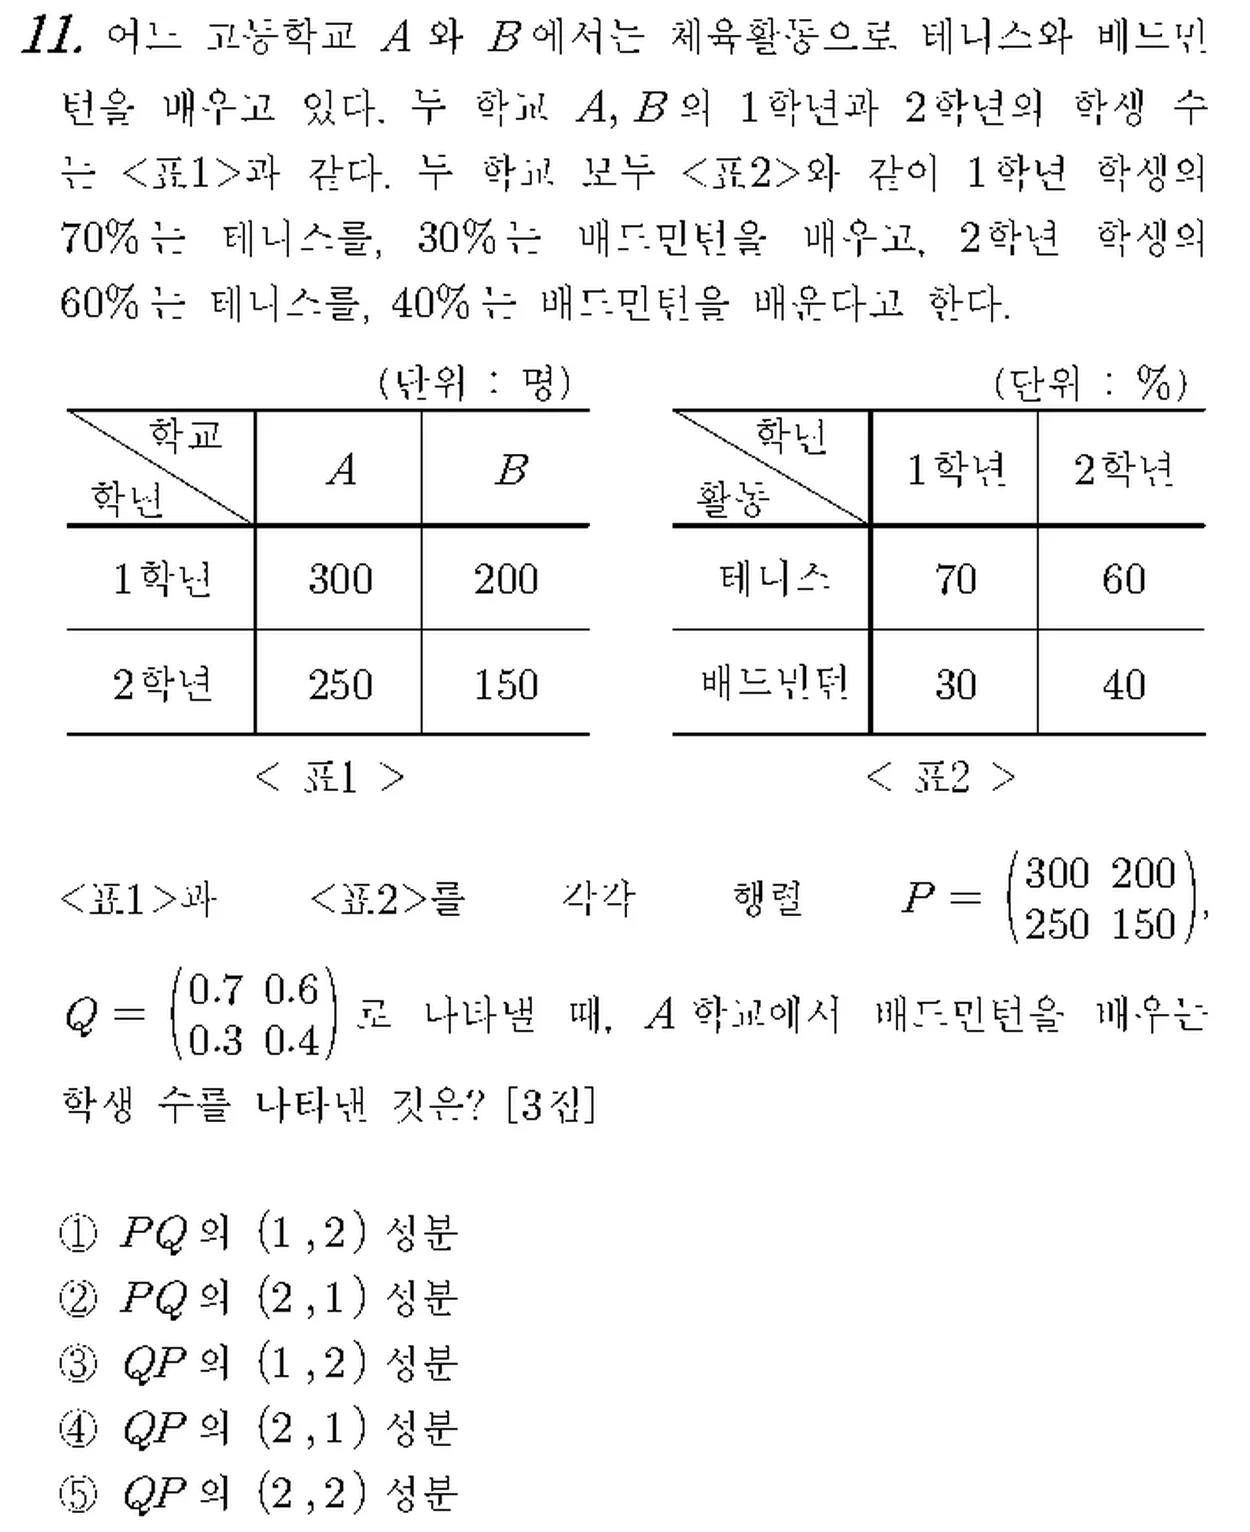 11. 어느 고등학교 A와 B에서는 체육활동으로 테니스와 배드민
턴을 배우고 있다. 두 학교 A, B의 1학년과 2학년의 학생 수
는 <표1>과 같다. 두 학교 모두 <표2>와 같이 1학년 학생의
70%는 테니스를, 30%는 배드민턴을 배우고, 2학년 학생의
60%는 테니스를, 40%는 배드민턴을 배운다고 한다.
(단위 : 명)
학교
학년
A B
1학년 300 200
2학년 250 150
< 표1 >
(단위 : %)
학년
활동
1학년 2학년
테니스 70 60
배드민턴 30 40
< 표2 >
<표1>과 <표2>를 각각 행렬 P = (300 200
250 150),
Q = (0.7 0.6
0.3 0.4)로 나타낼 때, A학교에서 배드민턴을 배우는
학생 수를 나타낸 것은? [3점]
① PQ의 (1 ,2) 성분
② PQ의 (2 ,1) 성분
③ QP의 (1 ,2) 성분
④ QP의 (2 ,1) 성분
⑤ QP의 (2 ,2) 성분